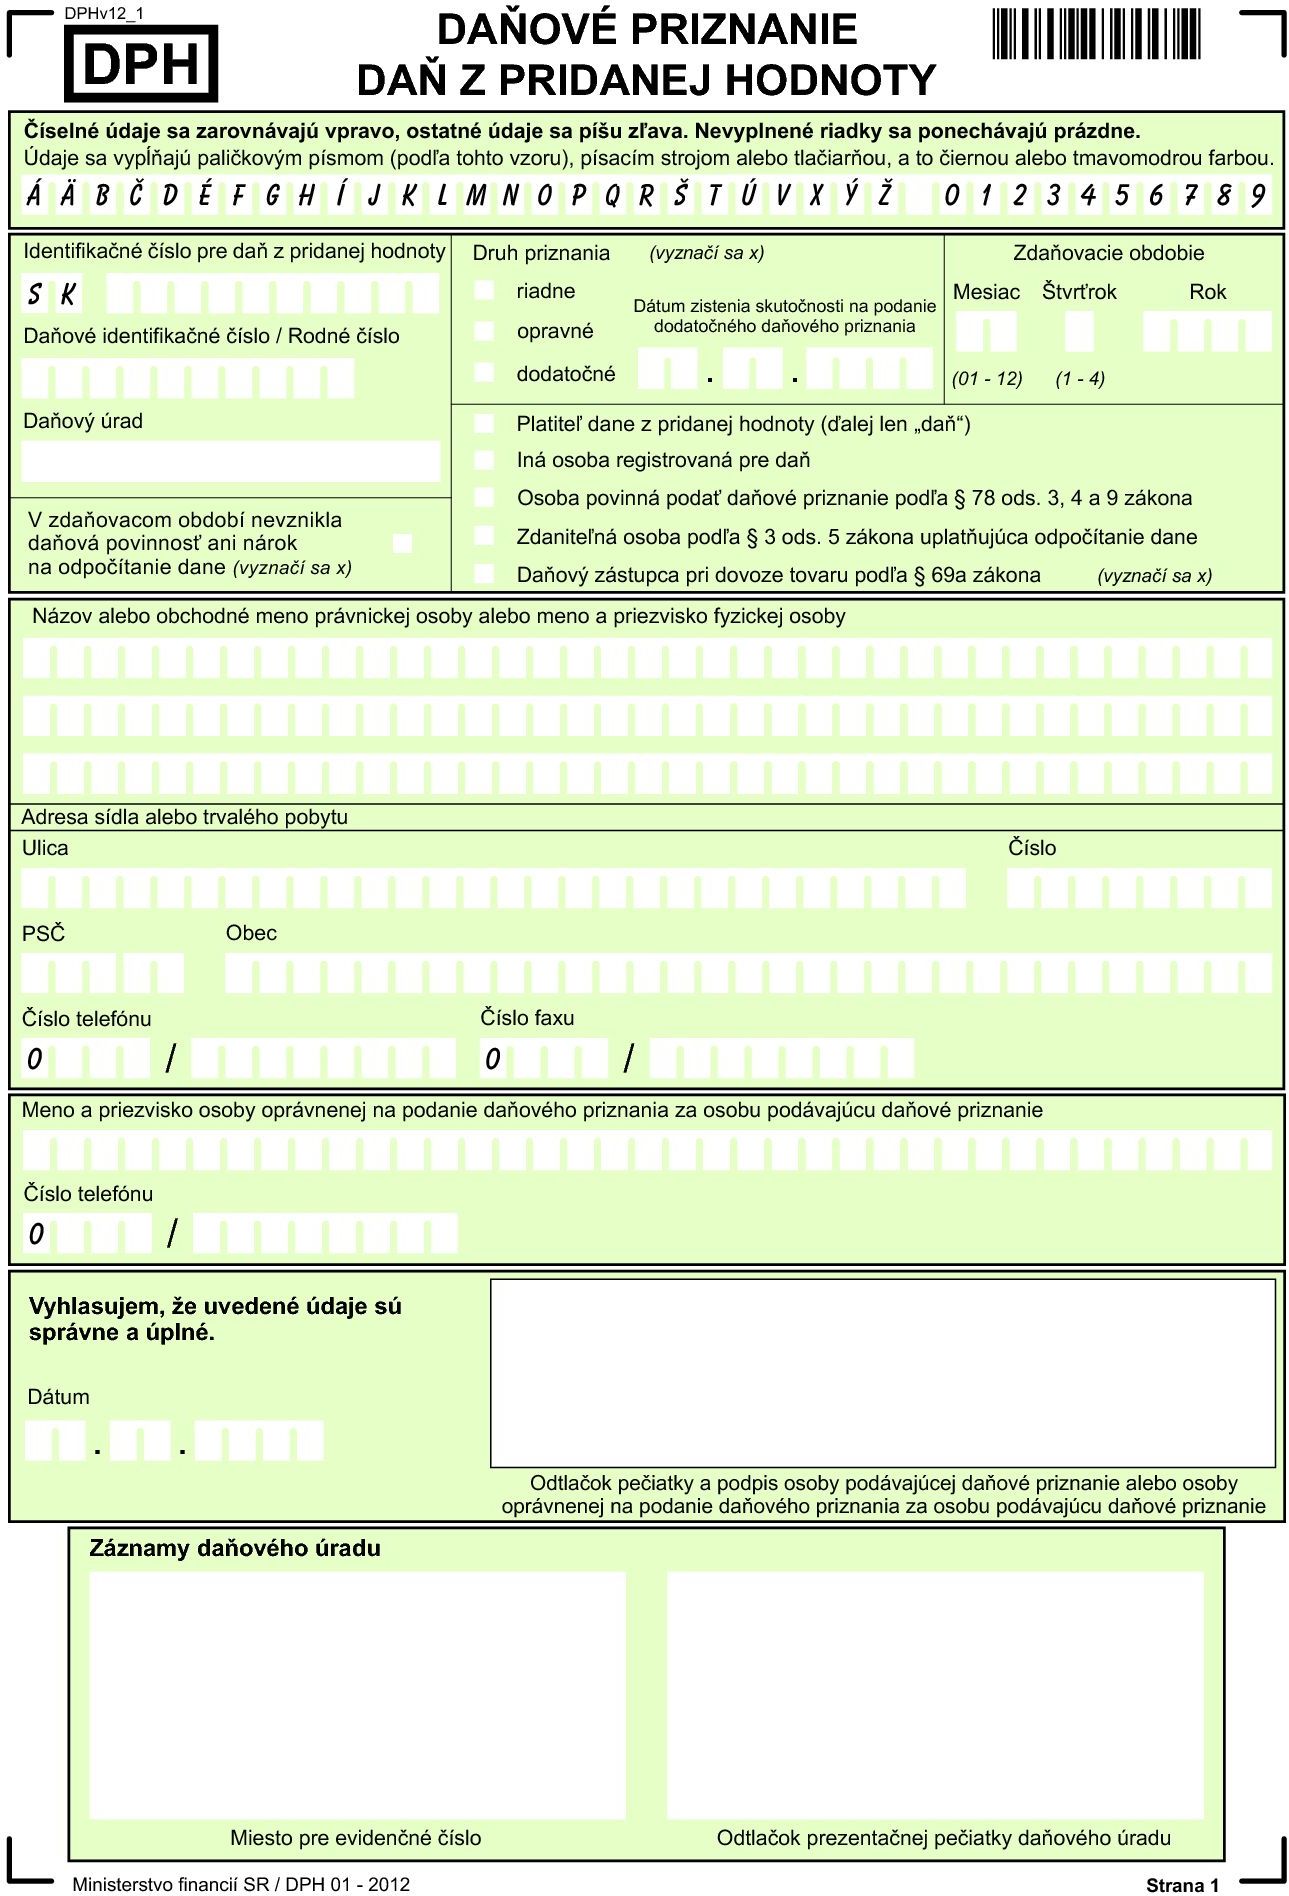 DPHv12_1
DPH
DAŇOVÉ PRIZNANIE
DAŇ Z PRIDANEJ HODNOTY
Číselné údaje sa zarovnávajú vpravo, ostatné údaje sa píšu zľava. Nevyplnené riadky sa ponechávajú prázdne.
Údaje sa vypĺňajú paličkovým písmom (podľa tohto vzoru), písacím strojom alebo tlačiarňou, a to čiernou alebo tmavomodrou farbou.
Á Ä B Č D É F G H Í J K L M N O P Q R Š T Ú V X Ý Ž 0 1 2 3 4 5 6 7 8 9
Identifikačné číslo pre daň z pridanej hodnoty
S K
Daňové identifikačné číslo / Rodné číslo
Daňový úrad
V zdaňovacom období nevznikla
daňová povinnosť ani nárok
na odpočítanie dane (vyznačí sa x)
Druh priznania (vyznačí sa x)
riadne
opravné
dodatočné
Dátum zistenia skutočnosti na podanie
dodatočného daňového priznania
. .
Zdaňovacie obdobie
Mesiac Štvrťrok Rok
(01 - 12) (1 - 4)
Platiteľ dane z pridanej hodnoty (ďalej len „daň“)
Iná osoba registrovaná pre daň
Osoba povinná podať daňové priznanie podľa § 78 ods. 3, 4 a 9 zákona
Zdaniteľná osoba podľa § 3 ods. 5 zákona uplatňujúca odpočítanie dane
Daňový zástupca pri dovoze tovaru podľa § 69a zákona (vyznačí sa x)
Názov alebo obchodné meno právnickej osoby alebo meno a priezvisko fyzickej osoby
Adresa sídla alebo trvalého pobytu
Ulica Číslo
PSČ Obec
Číslo telefónu Číslo faxu
0 / 0 /
Meno a priezvisko osoby oprávnenej na podanie daňového priznania za osobu podávajúcu daňové priznanie
Číslo telefónu
0 /
Vyhlasujem, že uvedené údaje sú
správne a úplné.
Dátum
. .
Odtlačok pečiatky a podpis osoby podávajúcej daňové priznanie alebo osoby
oprávnenej na podanie daňového priznania za osobu podávajúcu daňové priznanie
Záznamy daňového úradu
Miesto pre evidenčné číslo
Odtlačok prezentačnej pečiatky daňového úradu
Ministerstvo financií SR / DPH 01 - 2012
Strana 1